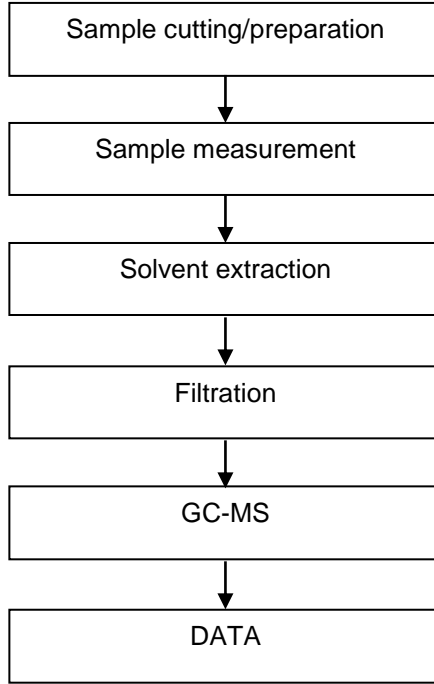 Sample cutting/preparation
Sample measurement
Solvent extraction
Filtration
GC-MS
DATA